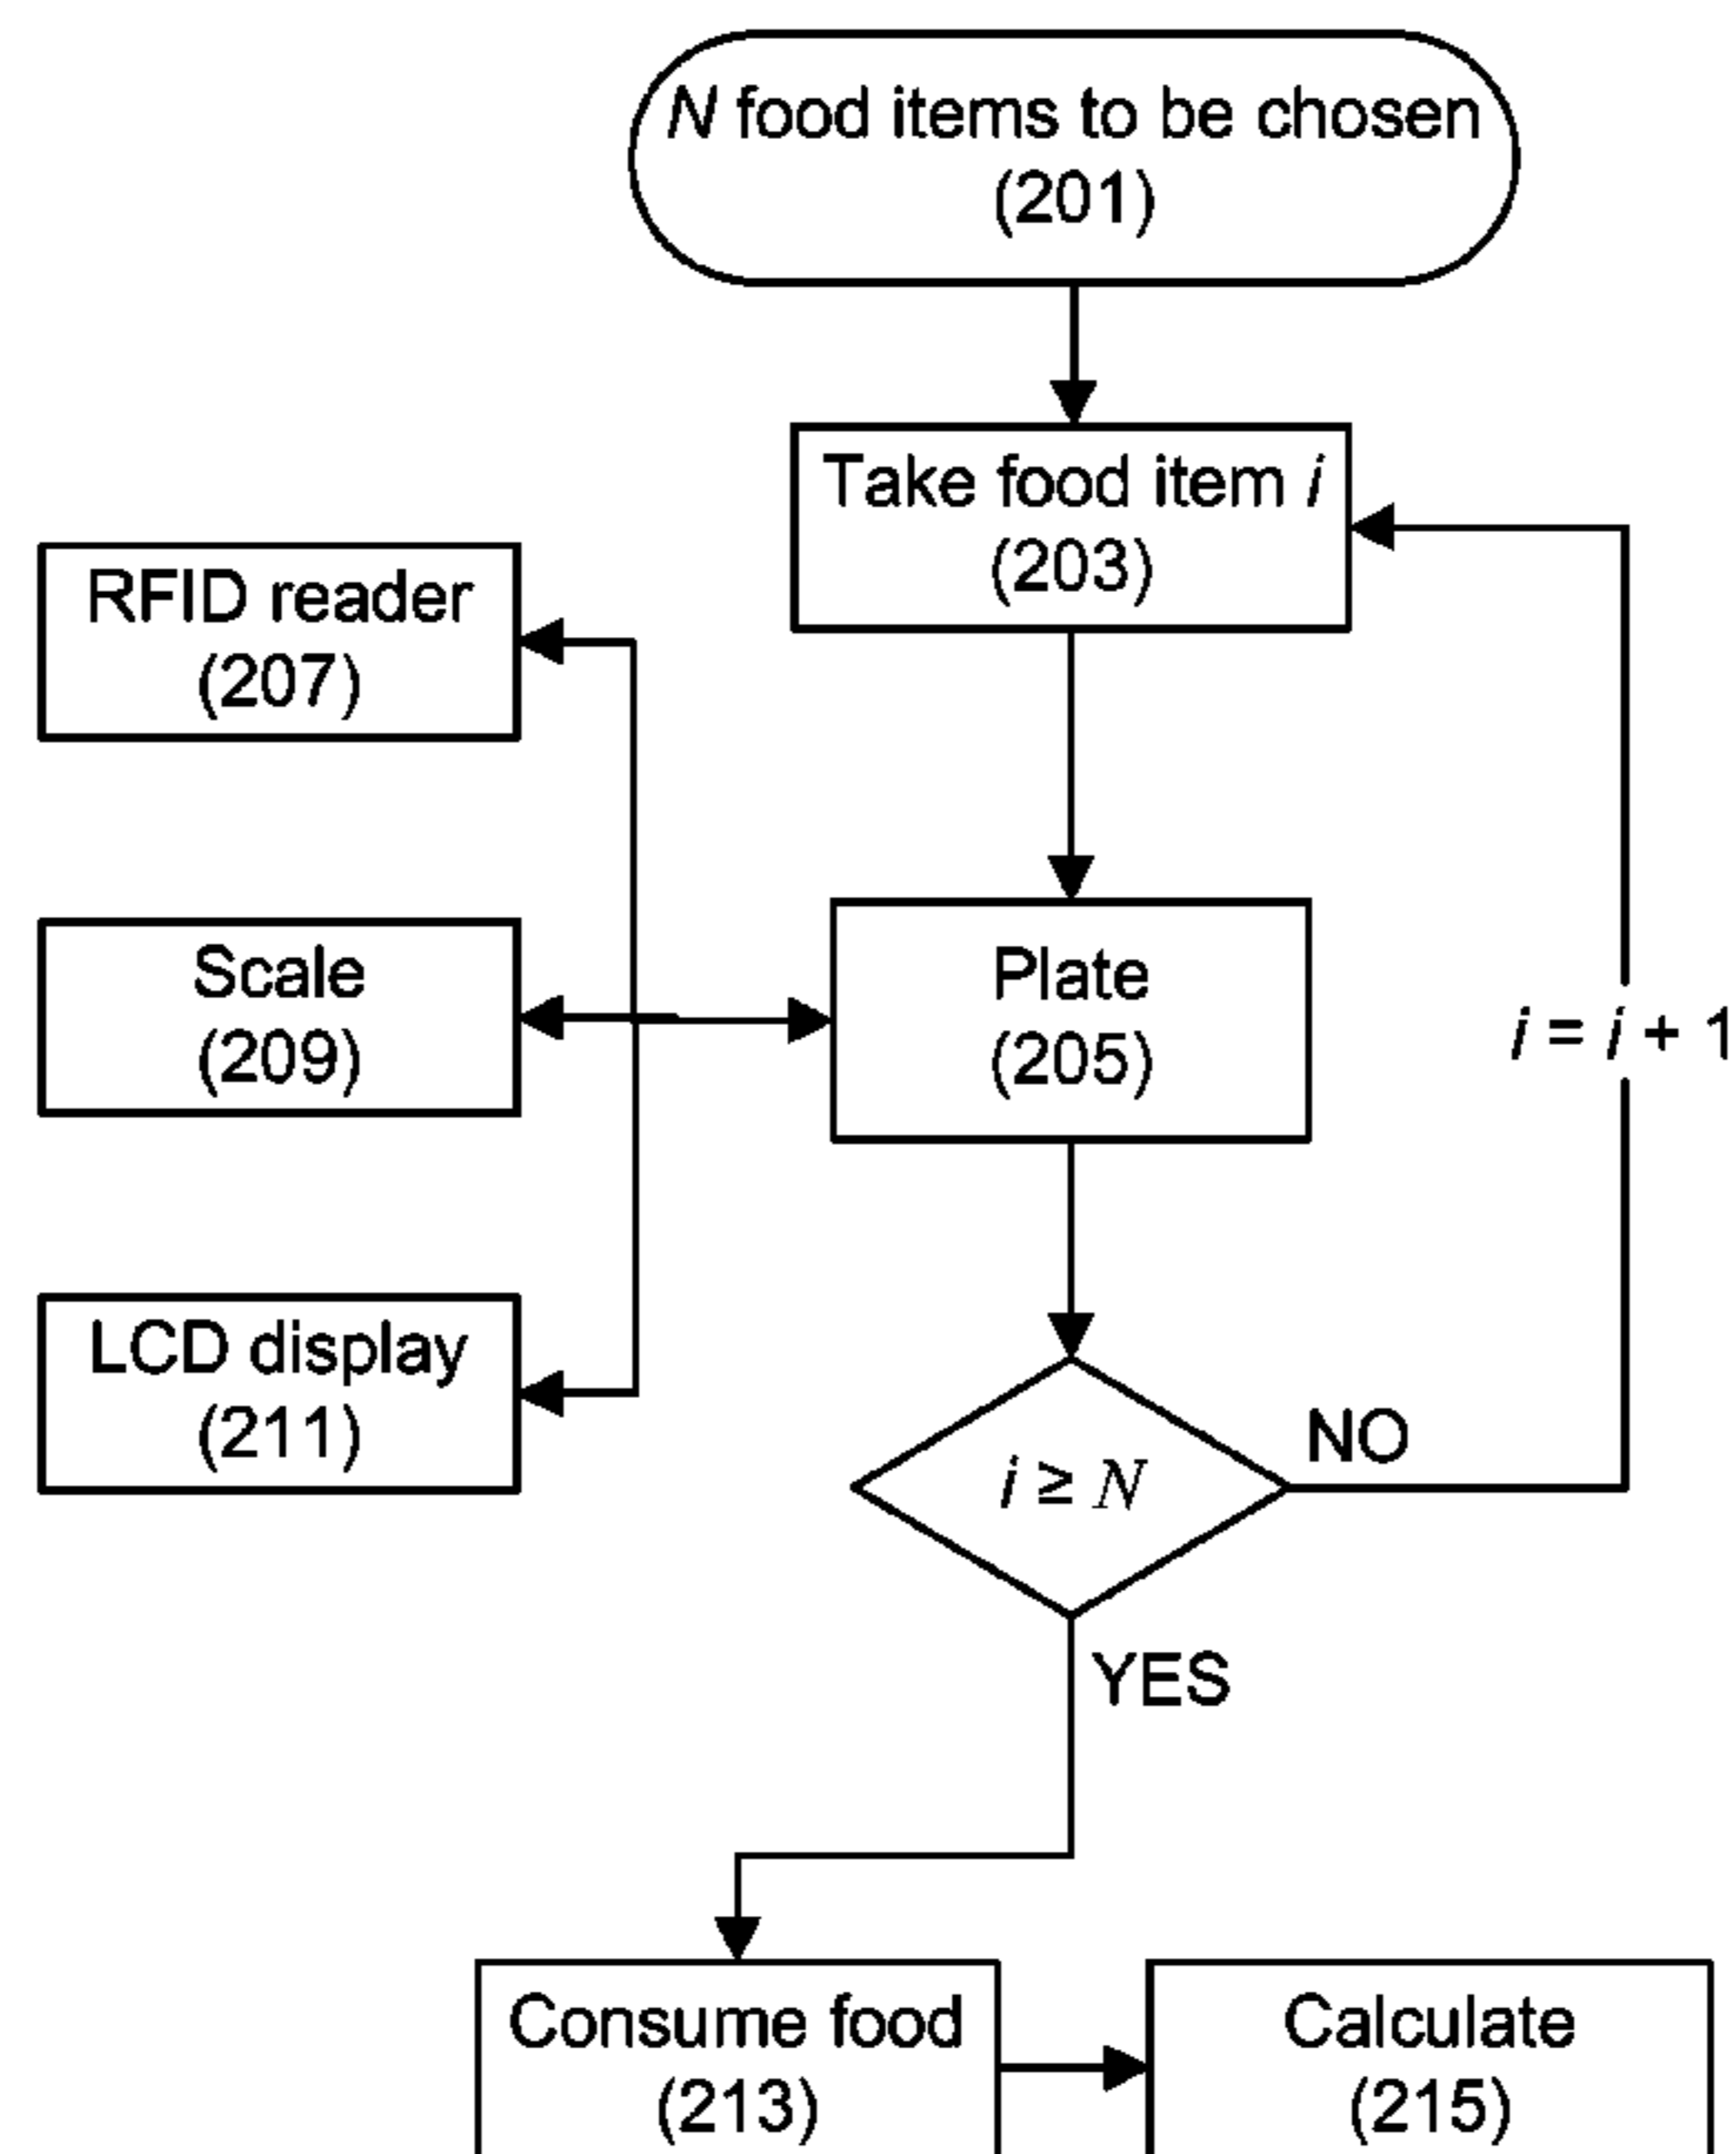 N food items to be chosen
(201)
Take food item i
(203)
RFID reader
(207)
Scale
(209)
Plate
(205)
i = i + 1
LCD display
(211)
i ≥ N
NO
YES
Consume food
(213)
Calculate
(215)